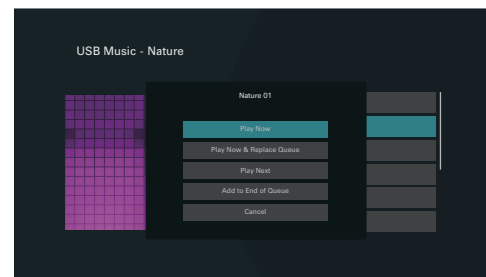 USB Music - Nature
Nature 01
Play Now
Play Now & Replace Queue
Play Next
Add to End of Queue
Cancel